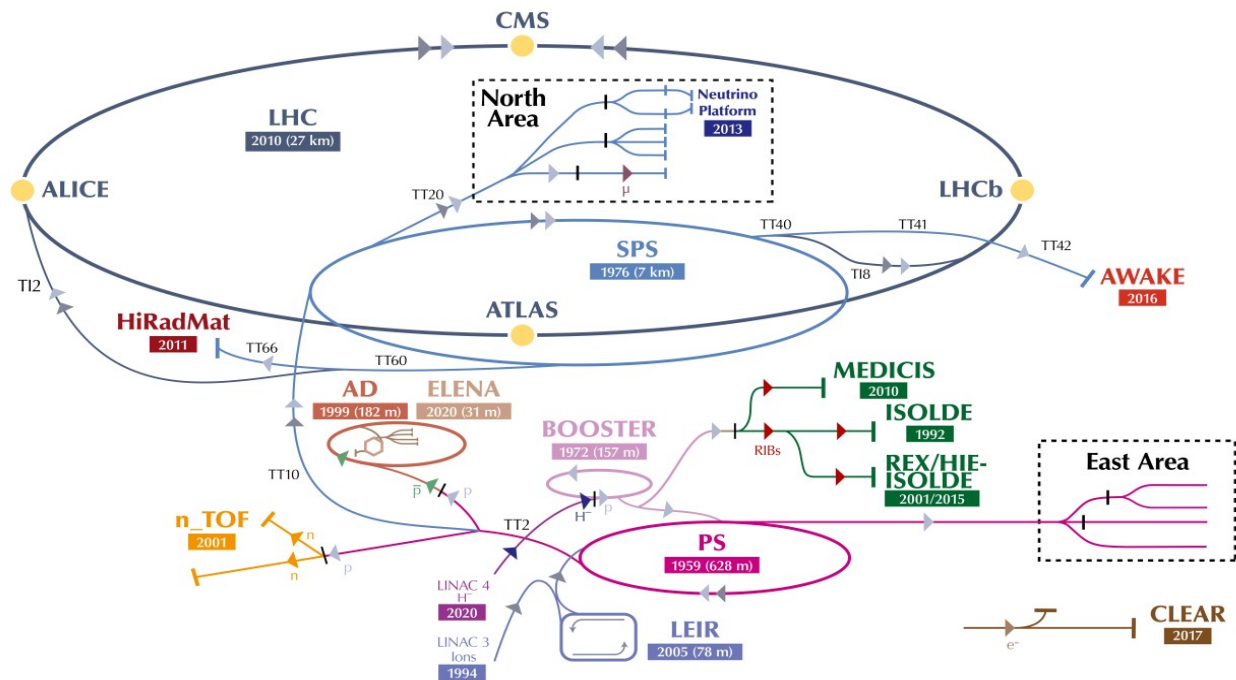 CMS
North
Area
Neutrino
Platform
2013
LHC
2010 (27 km)
ALICE
LHCb
TT20
μ
TT40
TT41
TT42
SPS
1976 (7 km)
TI8
AWAKE
2016
TI2
ATLAS
HiRadMat
2011
TT66
TT60
AD
1999 (182 m)
ELENA
2020 (31 m)
MEDICIS
2010
BOOSTER
1972 (157 m)
ISOLDE
1992
RIBs
REX/HIE-
ISOLDE
2001/2015
East Area
TT10
p̅
p
H⁻
p
TT2
n_TOF
2001
n
n
p
PS
1959 (628 m)
LINAC 4
H⁻
2020
LINAC 3
Ions
1994
LEIR
2005 (78 m)
e⁻
CLEAR
2017